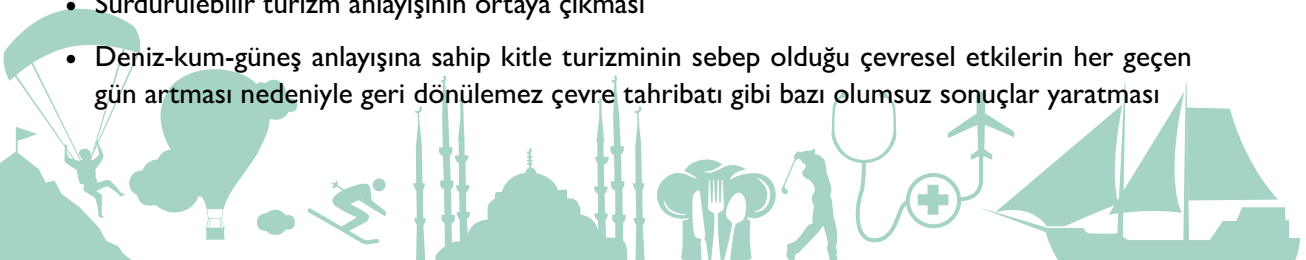 • Sürdürülebilir turizm anlayışının ortaya çıkması
• Deniz-kum-güneş anlayışına sahip kitle turizminin sebep olduğu çevresel etkilerin her geçen
gün artması nedeniyle geri dönülemez çevre tahribatı gibi bazı olumsuz sonuçlar yaratması